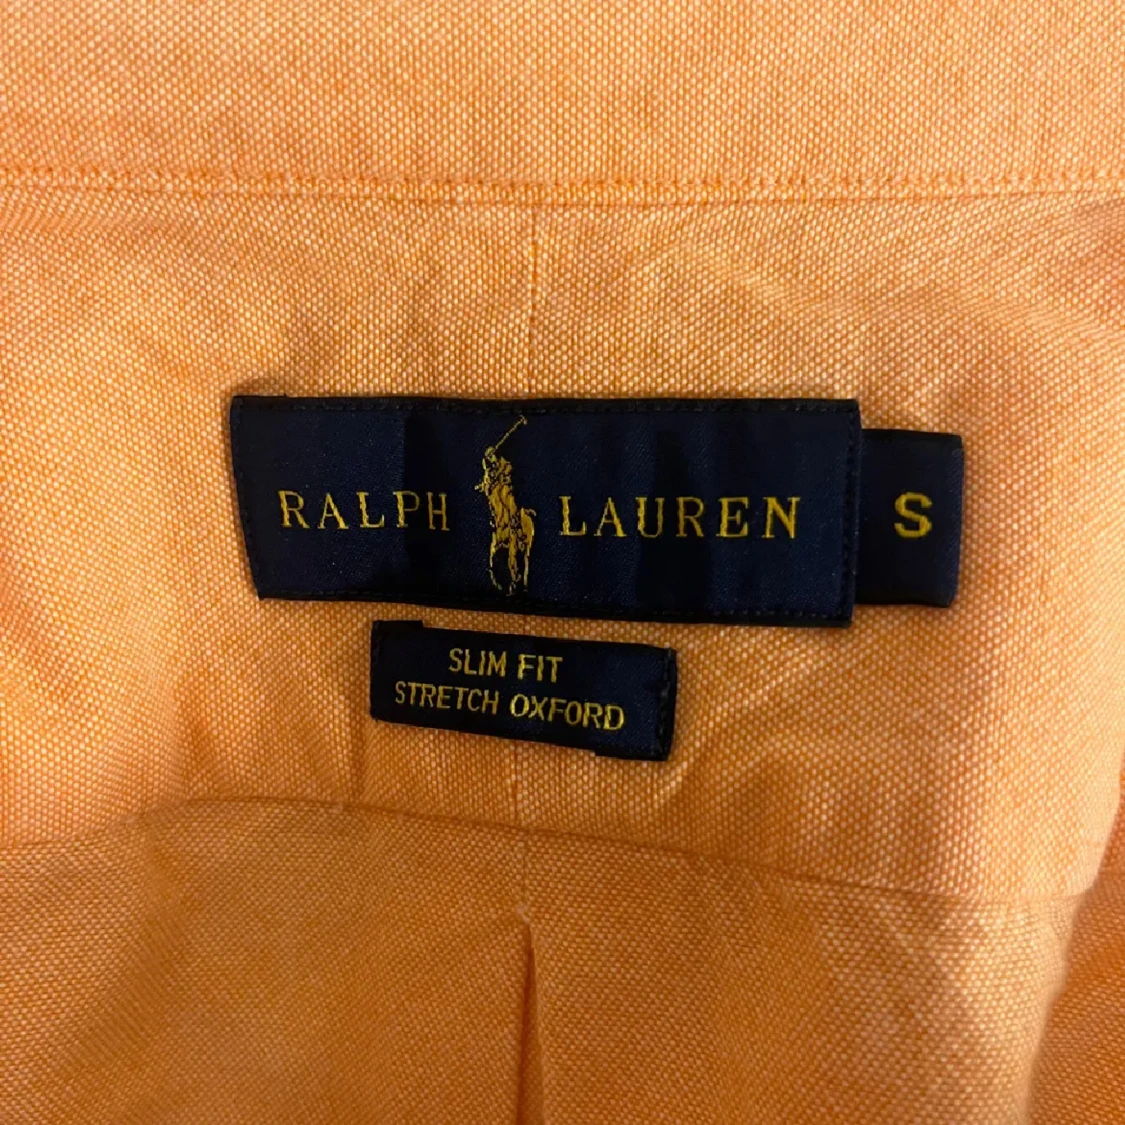 RALPH LAUREN S
SLIM FIT
STRETCH OXFORD